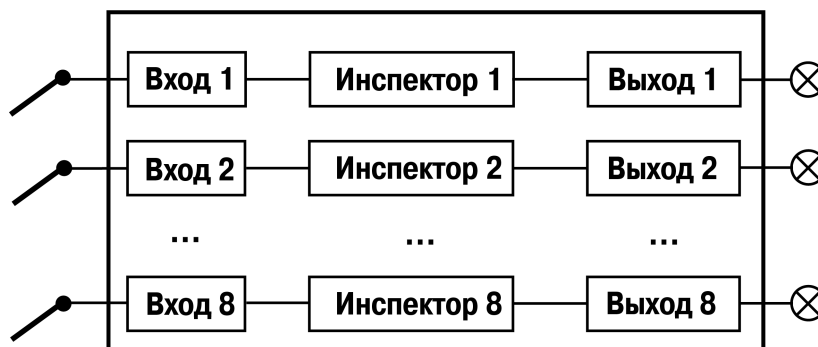 Вход 1 Инспектор 1 Выход 1
Вход 2 Инспектор 2 Выход 2
... ... ...
Вход 8 Инспектор 8 Выход 8